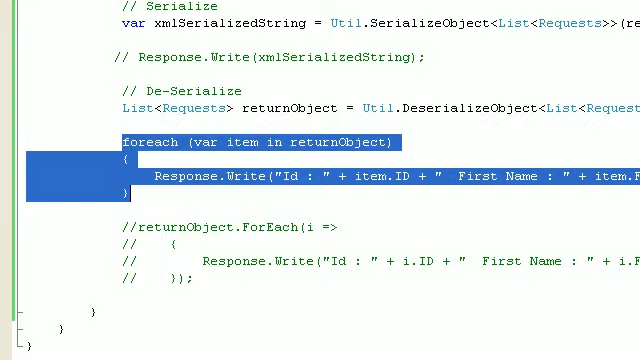 // Serialize
var xmlSerializedString = Util.SerializeObject<List<Requests>>(re
// Response.Write(xmlSerializedString);
// De-Serialize
List<Requests> returnObject = Util.DeserializeObject<List<Request
foreach (var item in returnObject)
{
Response.Write("Id : " + item.ID + "  First Name : " + item.F
}
//returnObject.ForEach(i =>
//    {
//        Response.Write("Id : " + i.ID + "  First Name : " + i.F
//    });
}
}
}